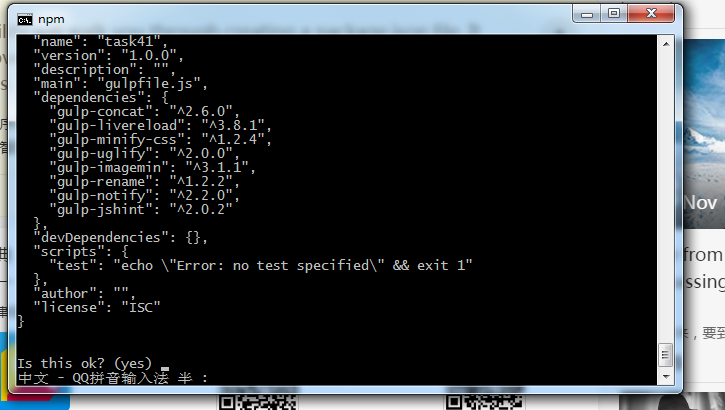 npm
"name": "task41",
"version": "1.0.0",
"description": "",
"main": "gulpfile.js",
"dependencies": {
"gulp-concat": "^2.6.0",
"gulp-livereload": "^3.8.1",
"gulp-minify-css": "^1.2.4",
"gulp-uglify": "^2.0.0",
"gulp-imagemin": "^3.1.1",
"gulp-rename": "^1.2.2",
"gulp-notify": "^2.2.0",
"gulp-jshint": "^2.0.2"
},
"devDependencies": {},
"scripts": {
"test": "echo \"Error: no test specified\" && exit 1"
},
"author": "",
"license": "ISC"
}
Is this ok? (yes)
中文 - QQ拼音输入法 半 :
Nov
from
ssing
，要到